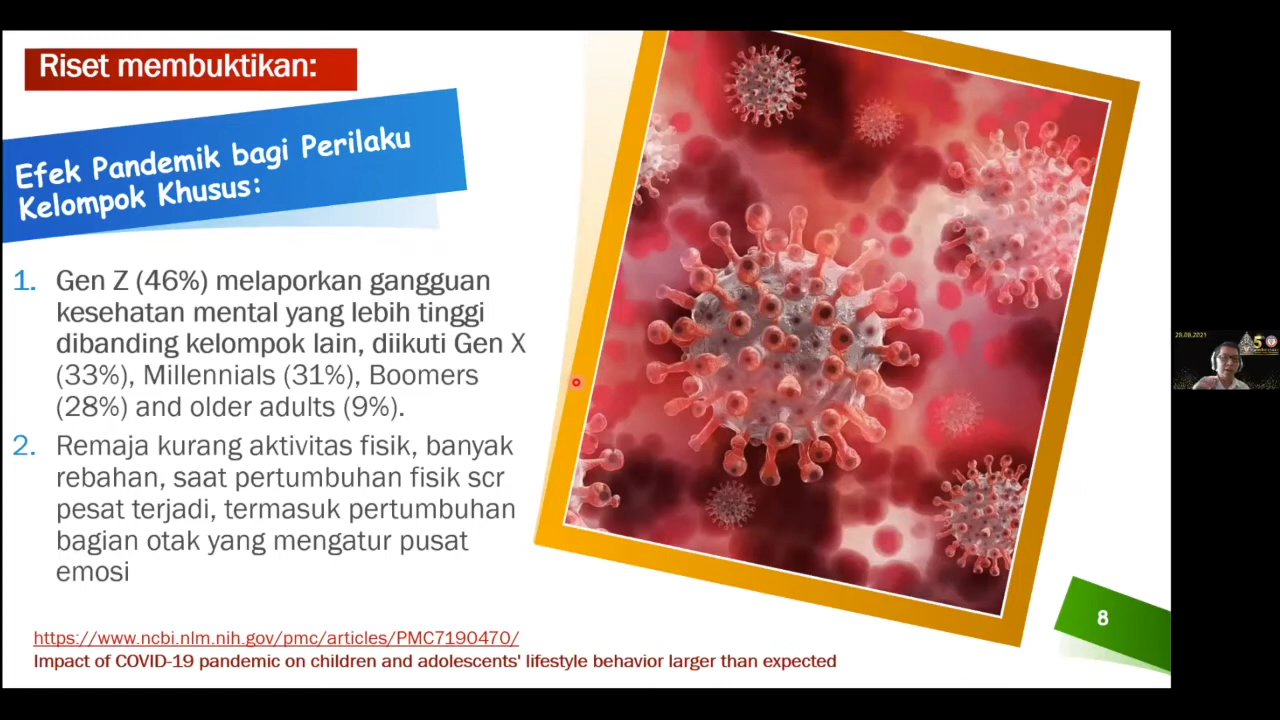 Riset membuktikan:
Efek Pandemik bagi Perilaku
Kelompok Khusus:
1. Gen Z (46%) melaporkan gangguan
kesehatan mental yang lebih tinggi
dibanding kelompok lain, diikuti Gen X
(33%), Millennials (31%), Boomers
(28%) and older adults (9%).
2. Remaja kurang aktivitas fisik, banyak
rebahan, saat pertumbuhan fisik scr
pesat terjadi, termasuk pertumbuhan
bagian otak yang mengatur pusat
emosi
https://www.ncbi.nlm.nih.gov/pmc/articles/PMC7190470/
Impact of COVID-19 pandemic on children and adolescents' lifestyle behavior larger than expected
8